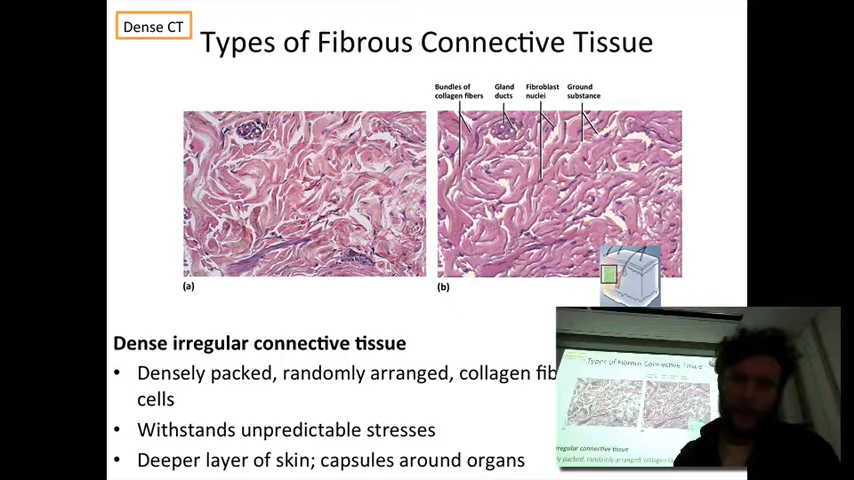 Dense CT
Types of Fibrous Connective Tissue
Bundles of
collagen fibers
Gland
ducts
Fibroblast
nuclei
Ground
substance
(a)
(b)
Dense irregular connective tissue
• Densely packed, randomly arranged, collagen fib
cells
• Withstands unpredictable stresses
• Deeper layer of skin; capsules around organs
Types of Fibrous Connective Tissue
irregular connective tissue
packed, randomly arranged, collagen